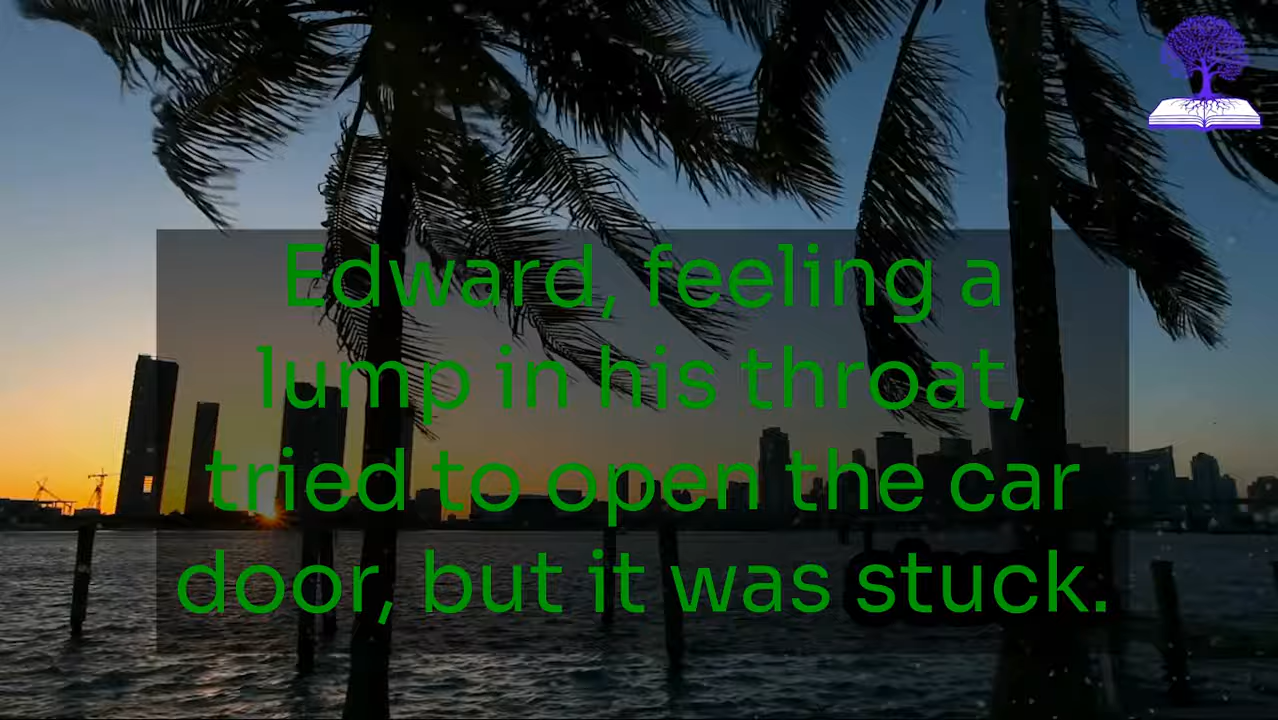 Edward, feeling a
lump in his throat,
tried to open the car
door, but it was stuck.